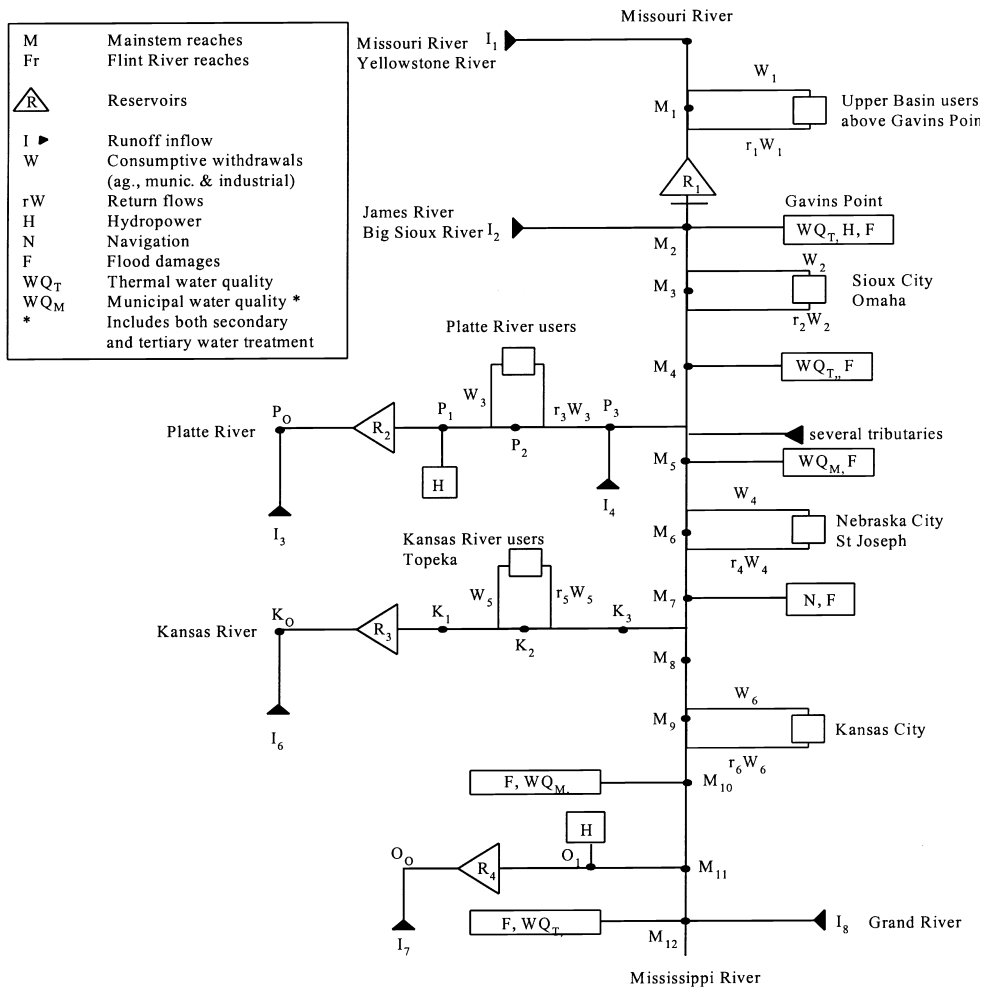 M Mainstem reaches
Fr Flint River reaches
R Reservoirs
I Runoff inflow
W Consumptive withdrawals
(ag., munic. & industrial)
rW Return flows
H Hydropower
N Navigation
F Flood damages
WQT Thermal water quality
WQM Municipal water quality *
* Includes both secondary
and tertiary water treatment
Missouri River
Missouri River
Yellowstone River
I1
W1
M1
Upper Basin users
above Gavins Poin
r1W1
R1
James River
Big Sioux River I2
Gavins Point
M2
WQT, H, F
W2
M3
Sioux City
Omaha
r2W2
Platte River users
M4
WQT,, F
W3
r3W3
PO
R2
P1
P2
P3
Platte River
several tributaries
H
M5
WQM, F
I3
I4
W4
M6
Nebraska City
St Joseph
r4W4
Kansas River users
Topeka
W5
r5W5
M7
N, F
KO
R3
K1
K2
K3
Kansas River
M8
I6
W6
M9
Kansas City
r6W6
F, WQM,
M10
H
OO
R4
O1
M11
I7
F, WQT,
M12
I8 Grand River
Mississippi River